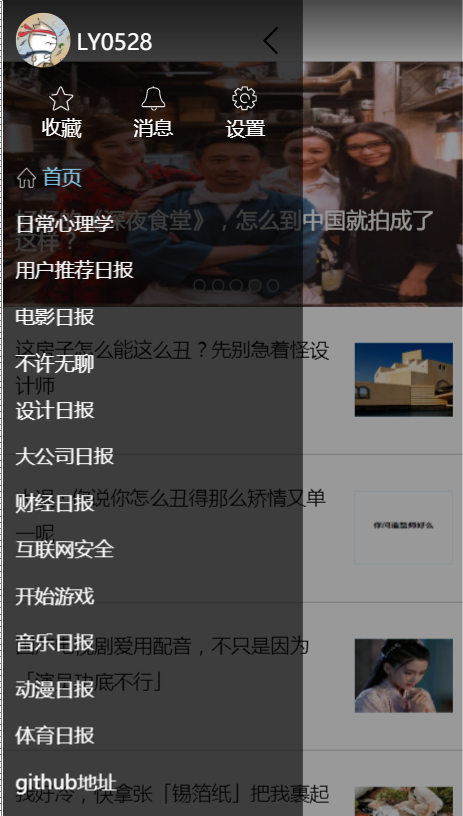 LY0528
收藏
消息
设置
首页
日常心理学
用户推荐日报
电影日报
不许无聊
设计日报
大公司日报
财经日报
互联网安全
开始游戏
音乐日报
动漫日报
体育日报
github地址
深夜食堂》，怎么到中国就拍成了
这样？
这房子怎么能这么丑？先别急着怪设
计师
你说你怎么丑得那么矫情又单
一呢
电视剧爱用配音，不只是因为
「演员功底不行」
我好冷，快拿张「锡箔纸」把我裹起